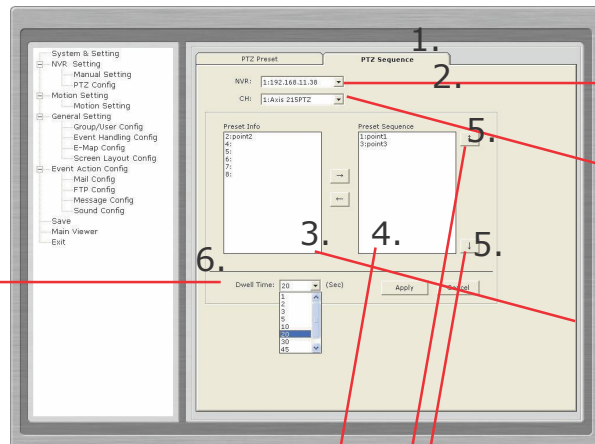 System & Setting
NVR Setting
Manual Setting
PTZ Config
Motion Setting
Motion Setting
General Setting
Group/User Config
Event Handling Config
E-Map Config
Screen Layout Config
Event Action Config
Mail Config
FTP Config
Message Config
Sound Config
Save
Main Viewer
Exit
1.
PTZ Preset
PTZ Sequence
2.
NVR: 1:192.168.11.38
CH: 1:Axis 215PTZ
Preset Info
2:point2
4:
5:
6:
7:
8:
→
←
Preset Sequence
1:point1
3:point3
5.
↑
3.
4.
5.
↓
6.
Dwell Time: 20 (Sec)
1
2
3
5
10
20
30
45
Apply
Cancel